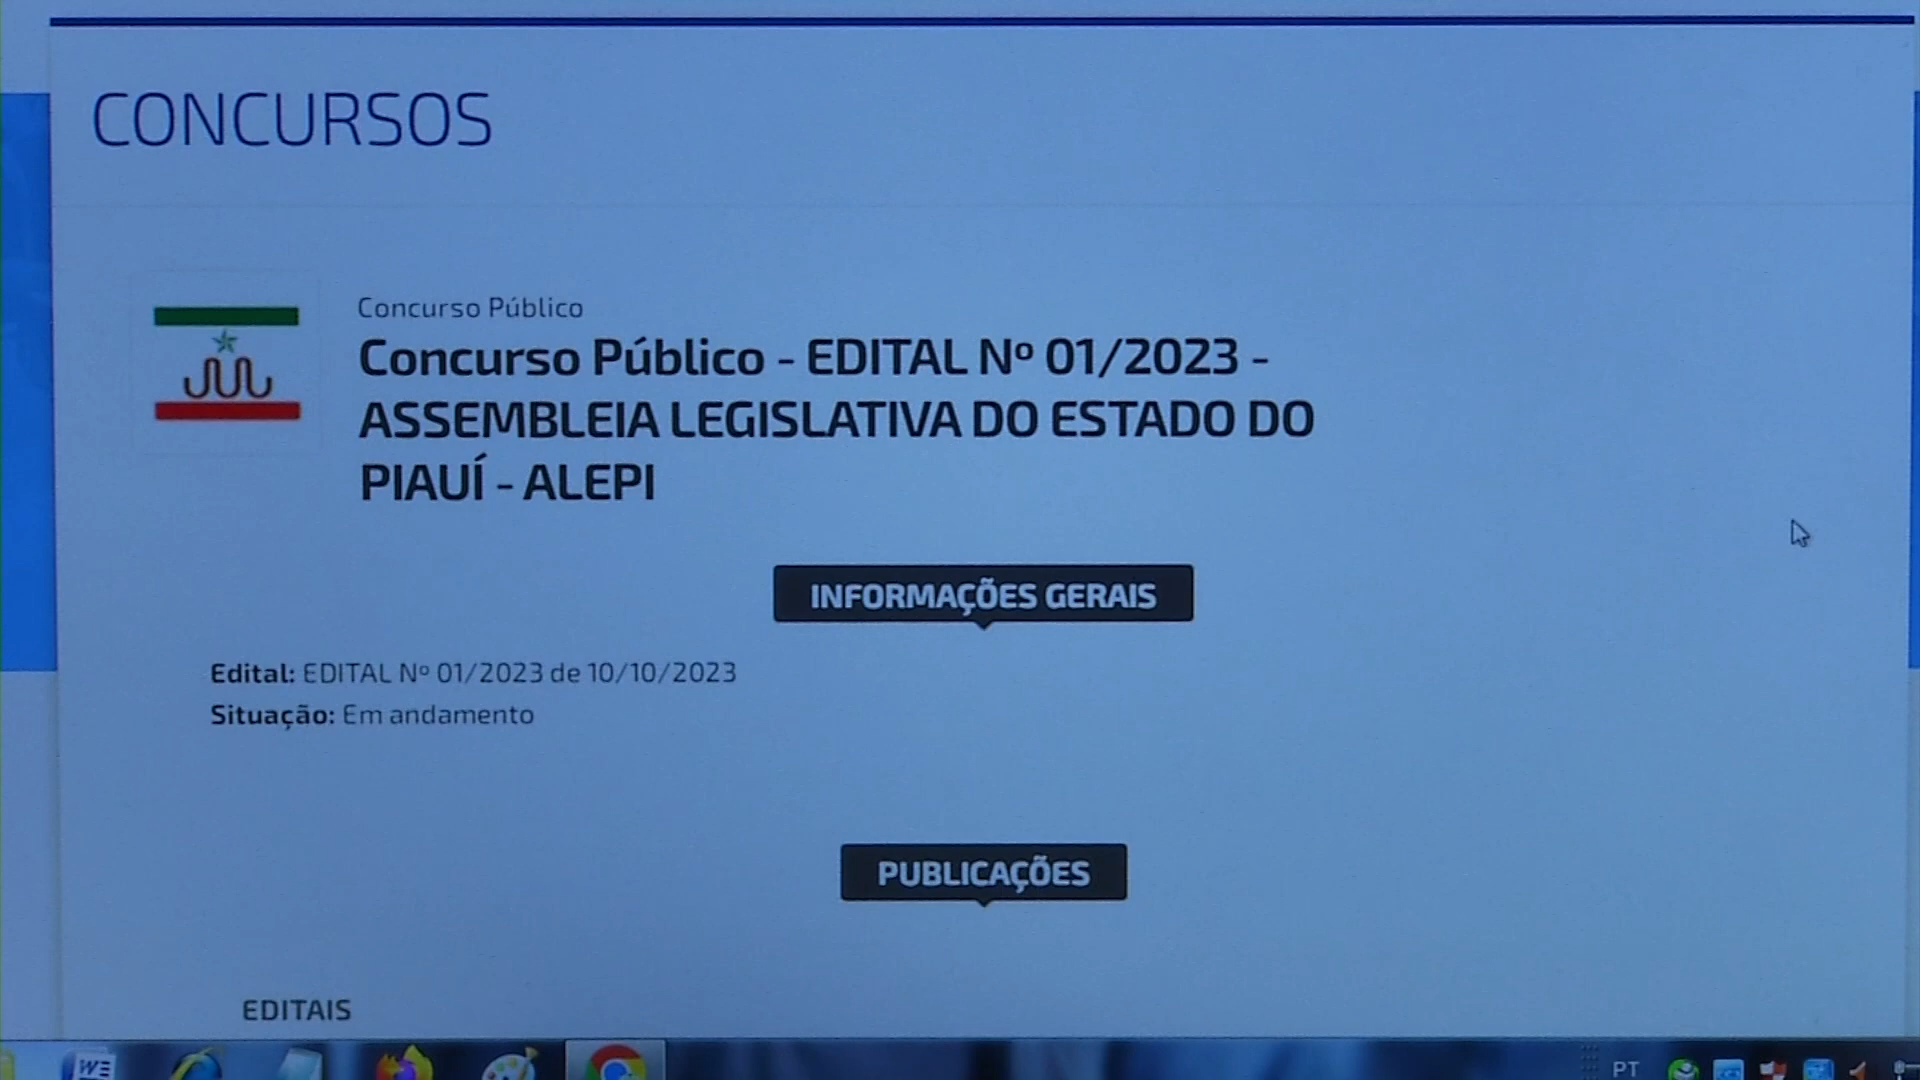 CONCURSOS
Concurso Público
Concurso Público - EDITAL Nº 01/2023 -
ASSEMBLEIA LEGISLATIVA DO ESTADO DO
PIAUÍ - ALEPI
INFORMAÇÕES GERAIS
Edital: EDITAL Nº 01/2023 de 10/10/2023
Situação: Em andamento
PUBLICAÇÕES
EDITAIS
PT